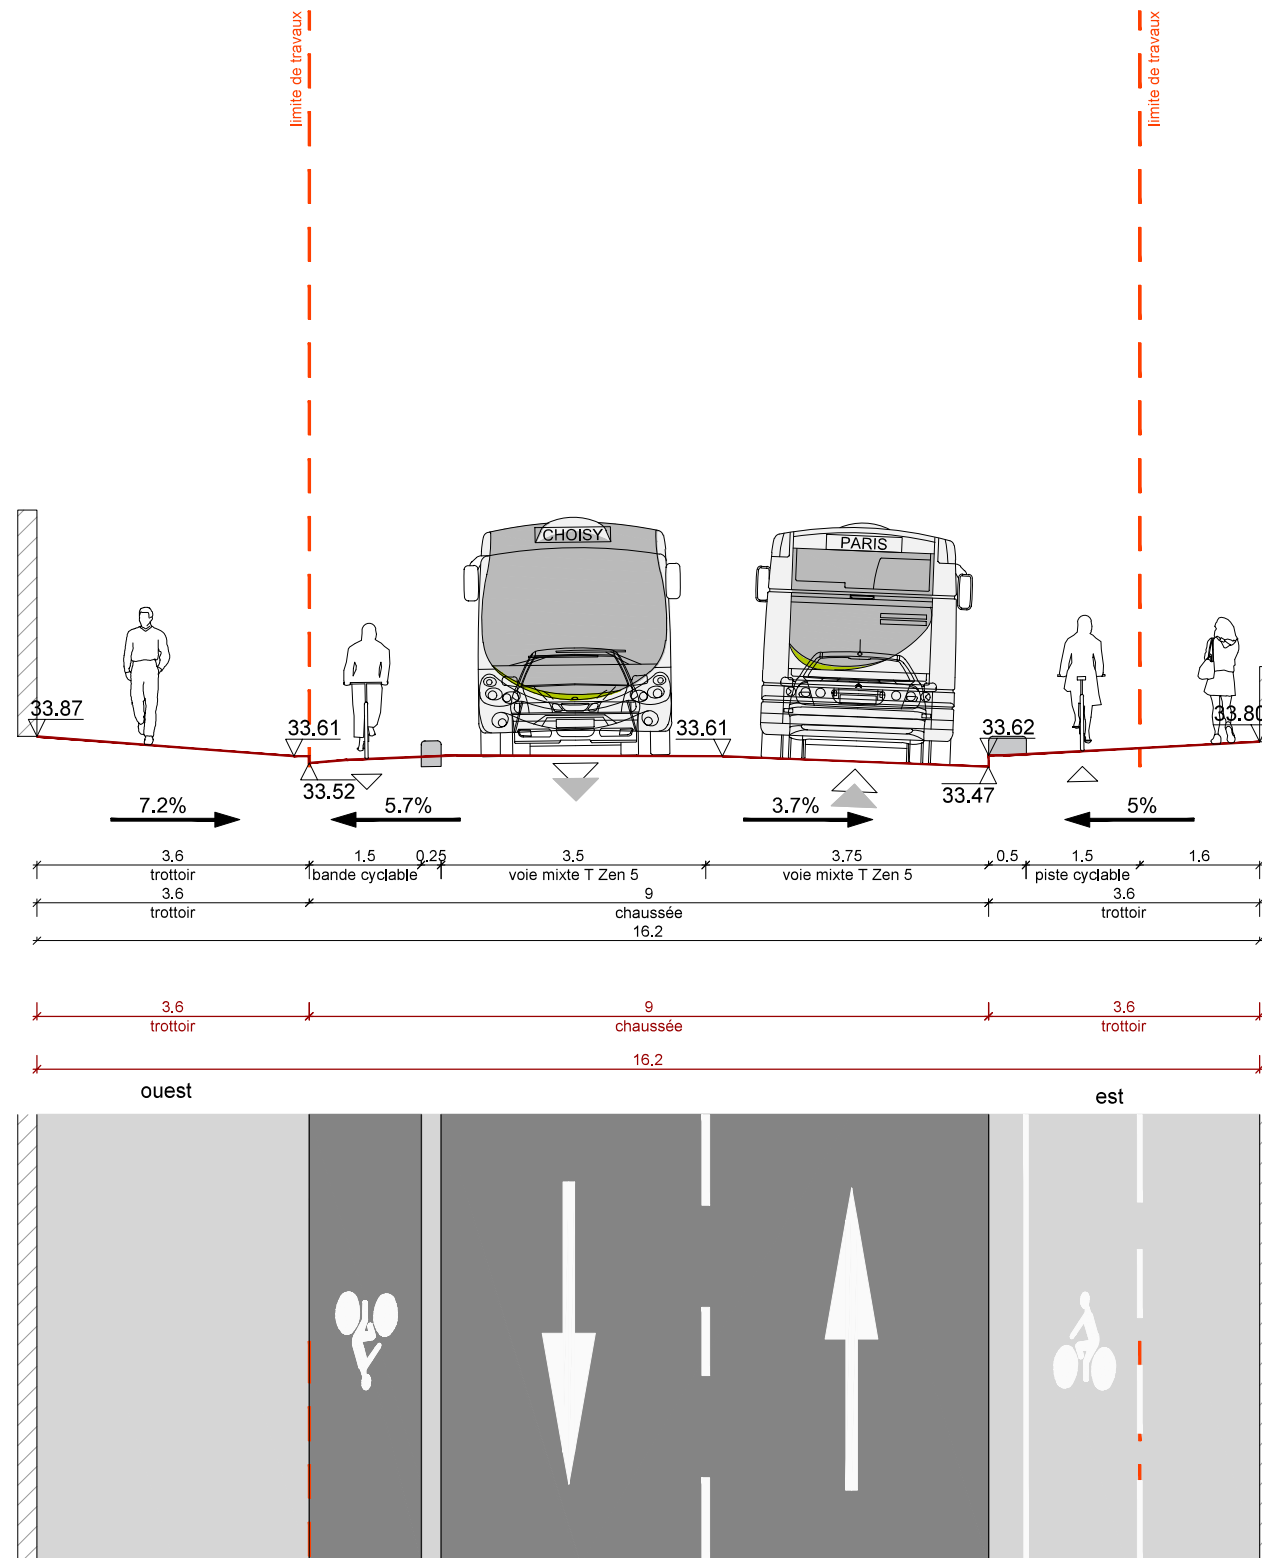 limite de travaux
limite de travaux
CHOISY
PARIS
33.87
33.61
33.61
33.62
33.80
33.52
33.47
7.2%
5.7%
3.7%
5%
3.6
1.5
0.25
3.5
3.75
0.5
1.5
1.6
trottoir
bande cyclable
voie mixte T Zen 5
voie mixte T Zen 5
piste cyclable
3.6
9
3.6
trottoir
chaussée
trottoir
16.2
3.6
9
3.6
trottoir
chaussée
trottoir
16.2
ouest
est